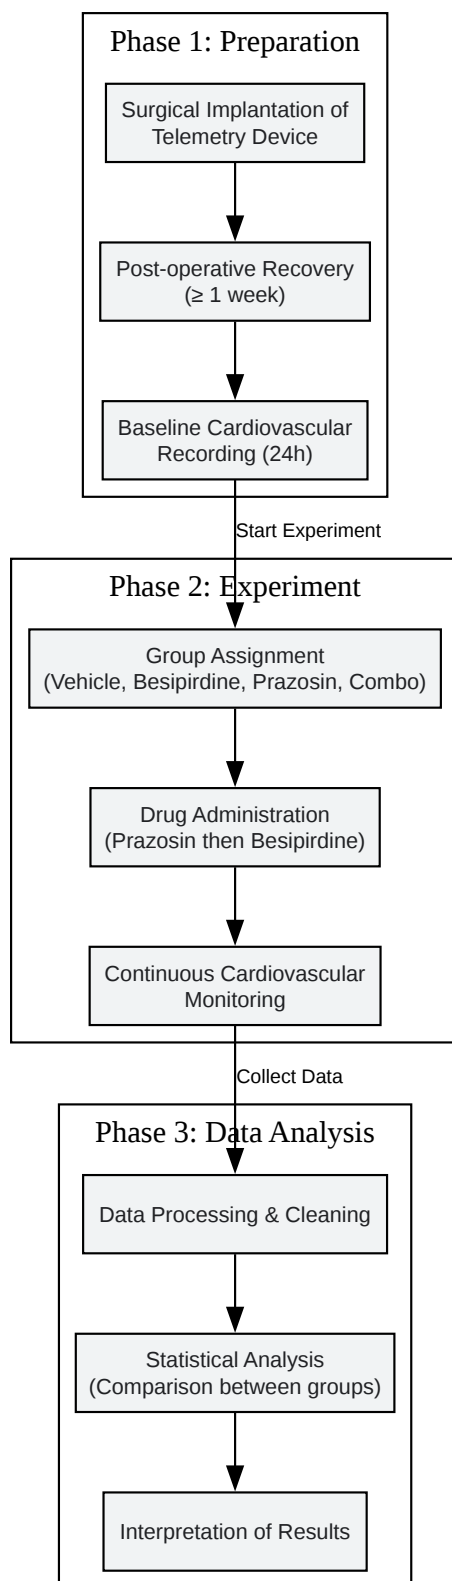 Phase 1: Preparation
Surgical Implantation of
Telemetry Device
Post-operative Recovery
(≥ 1 week)
Baseline Cardiovascular
Recording (24h)
Start Experiment
Phase 2: Experiment
Group Assignment
(Vehicle, Besipirdine, Prazosin, Combo)
Drug Administration
(Prazosin then Besipirdine)
Continuous Cardiovascular
Monitoring
Collect Data
Phase 3: Data Analysis
Data Processing & Cleaning
Statistical Analysis
(Comparison between groups)
Interpretation of Results